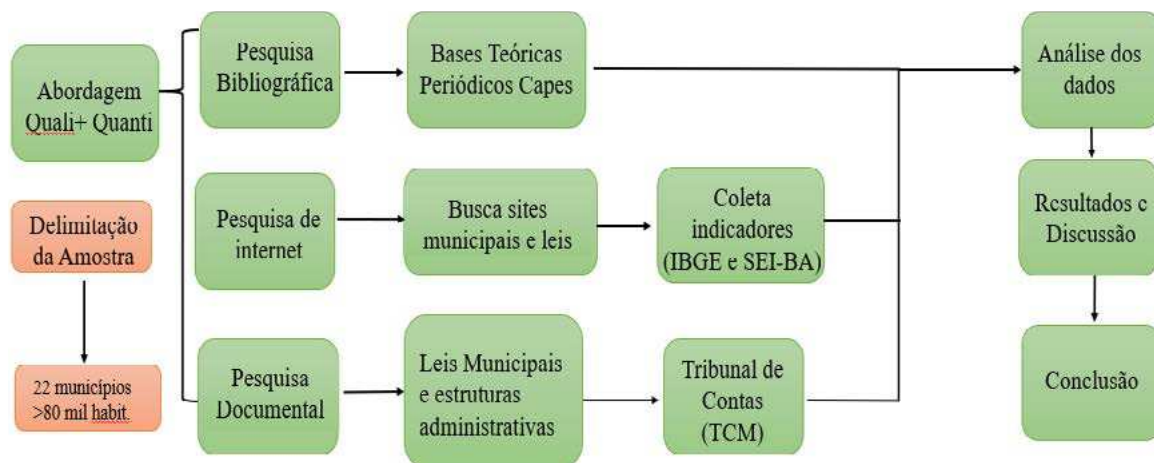 Abordagem
Quali+ Quanti
Delimitação
da Amostra
22 municípios
>80 mil habit.
Pesquisa
Bibliográfica
Bases Teóricas
Periódicos Capes
Pesquisa de
internet
Busca sites
municipais e leis
Coleta
indicadores
(IBGE e SEI-BA)
Pesquisa
Documental
Leis Municipais
e estruturas
administrativas
Tribunal de
Contas
(TCM)
Análise dos
dados
Resultados e
Discussão
Conclusão